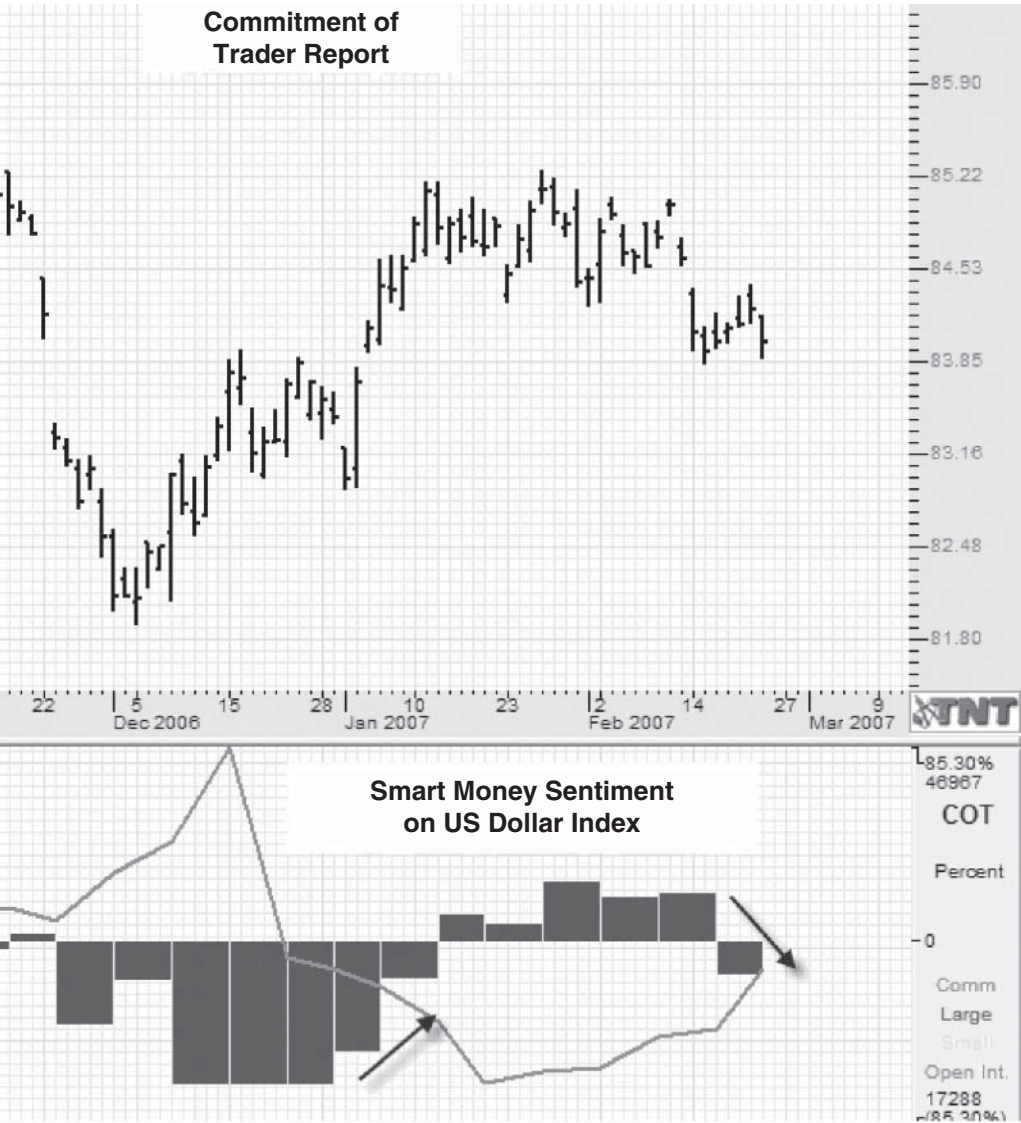 Commitment of
Trader Report
85.90
85.22
84.53
83.85
83.16
82.48
81.80
22 5 15 28 10 23 2 14 27 9
Dec 2006 Jan 2007 Feb 2007 Mar 2007
TNT
Smart Money Sentiment
on US Dollar Index
85.30%
46967
COT
Percent
0
Comm
Large
Small
Open Int.
17288
(85.30%)